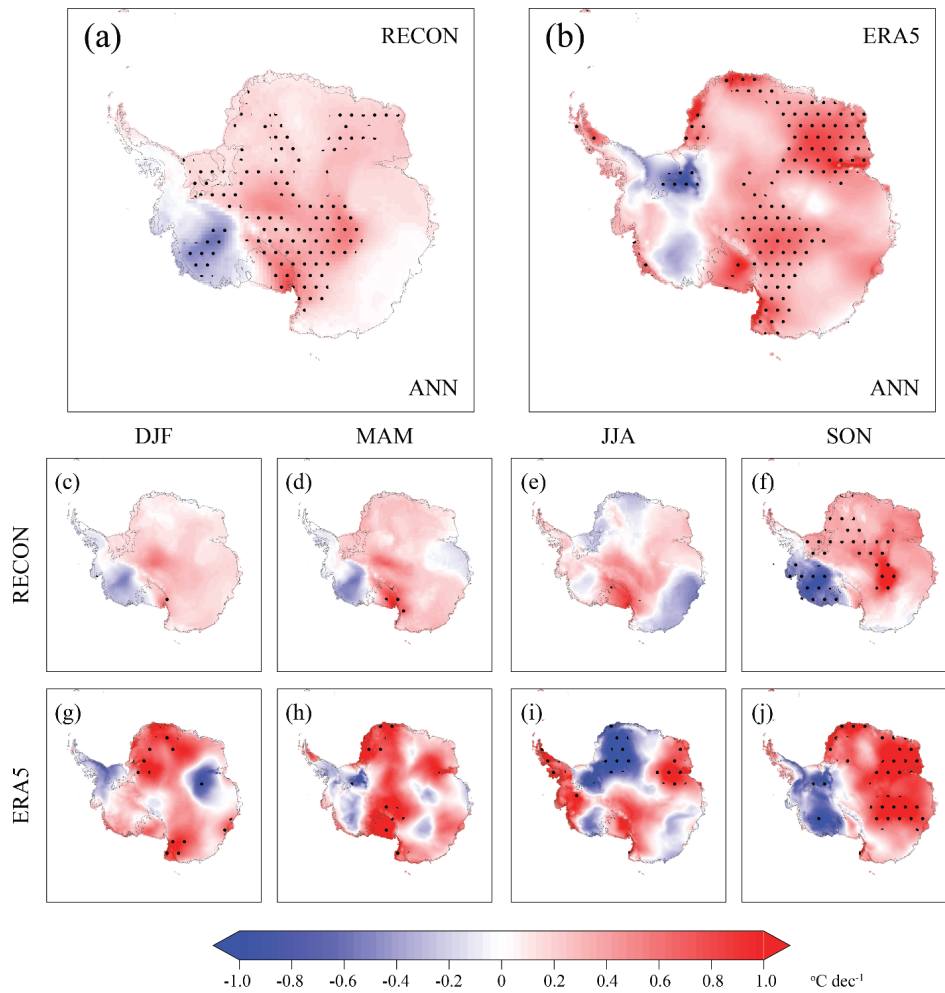 (a) RECON
ANN
(b) ERA5
ANN
DJF MAM JJA SON
RECON
(c) (d) (e) (f)
ERA5
(g) (h) (i) (j)
-1.0 -0.8 -0.6 -0.4 -0.2 0 0.2 0.4 0.6 0.8 1.0 °C dec⁻¹